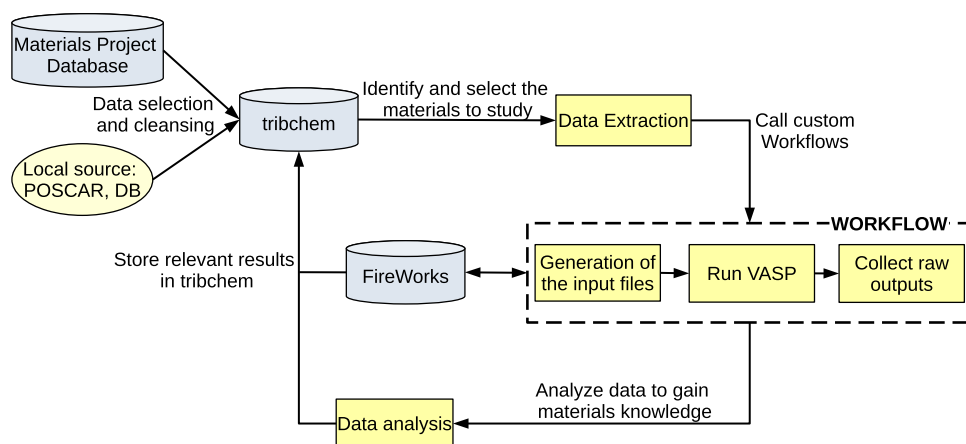 Materials Project
Database
Data selection
and cleansing
Local source:
POSCAR, DB
tribchem
Identify and select the
materials to study
Data Extraction
Call custom
Workflows
WORKFLOW
Generation of
the input files
Run VASP
Collect raw
outputs
FireWorks
Store relevant results
in tribchem
Analyze data to gain
materials knowledge
Data analysis